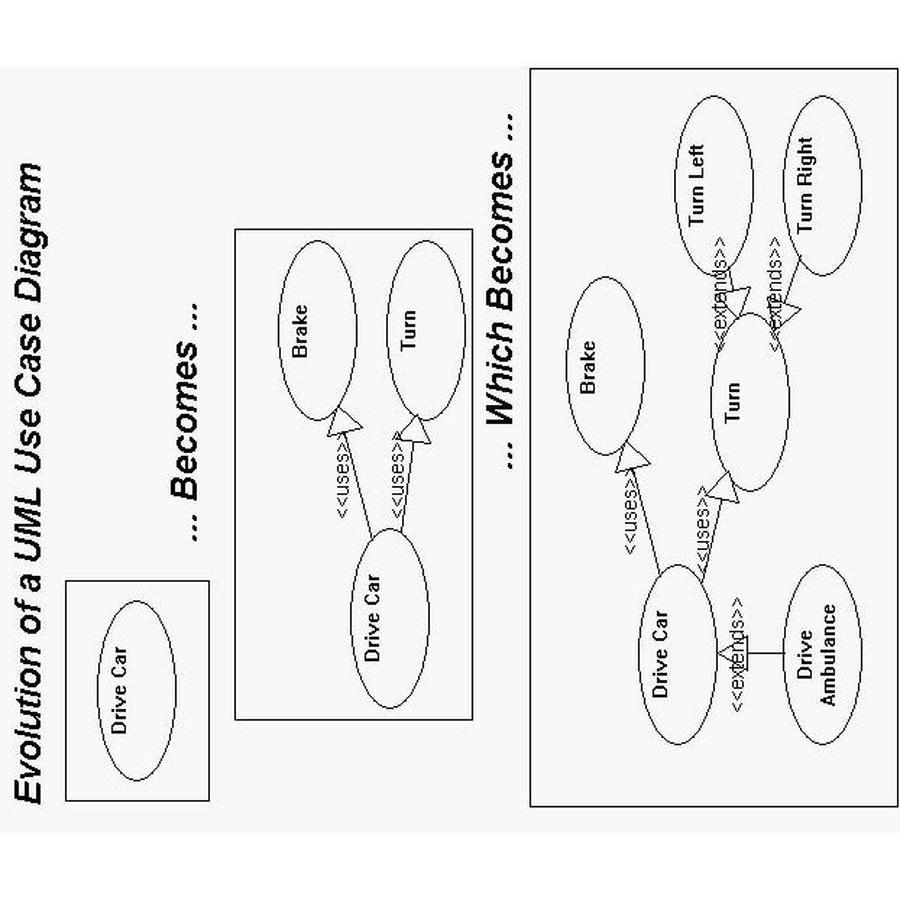 Evolution of a UML Use Case Diagram
Drive Car
... Becomes ...
Brake
<<uses>>
Drive Car
<<uses>>
Turn
... Which Becomes ...
Brake
<<uses>>
Turn Left
<<extends>>
Drive Car
<<uses>>
Turn
<<extends>>
Turn Right
<<extends>>
Drive
Ambulance